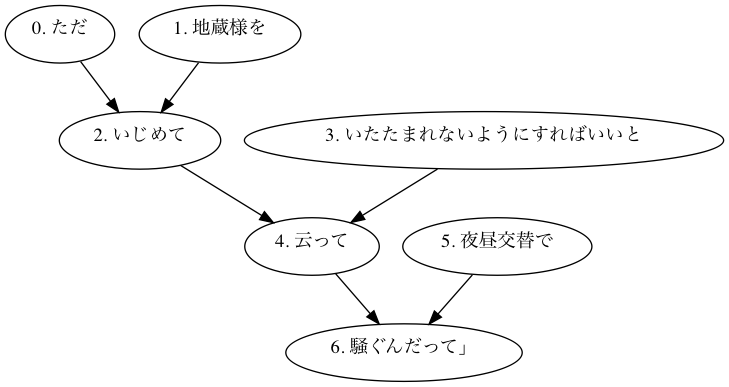 0. ただ
1. 地蔵様を
2. いじめて
3. いたたまれないようにすればいいと
4. 云って
5. 夜昼交替で
6. 騒ぐんだって」